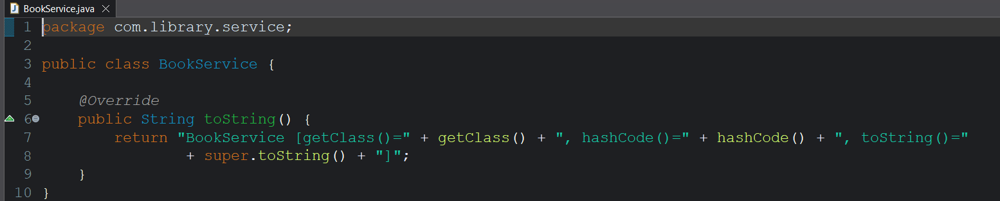 BookService.java
1 package com.library.service;
2
3 public class BookService {
4
5     @Override
6     public String toString() {
7         return "BookService [getClass()=" + getClass() + ", hashCode()=" + hashCode() + ", toString()="
8                 + super.toString() + "]";
9     }
10 }